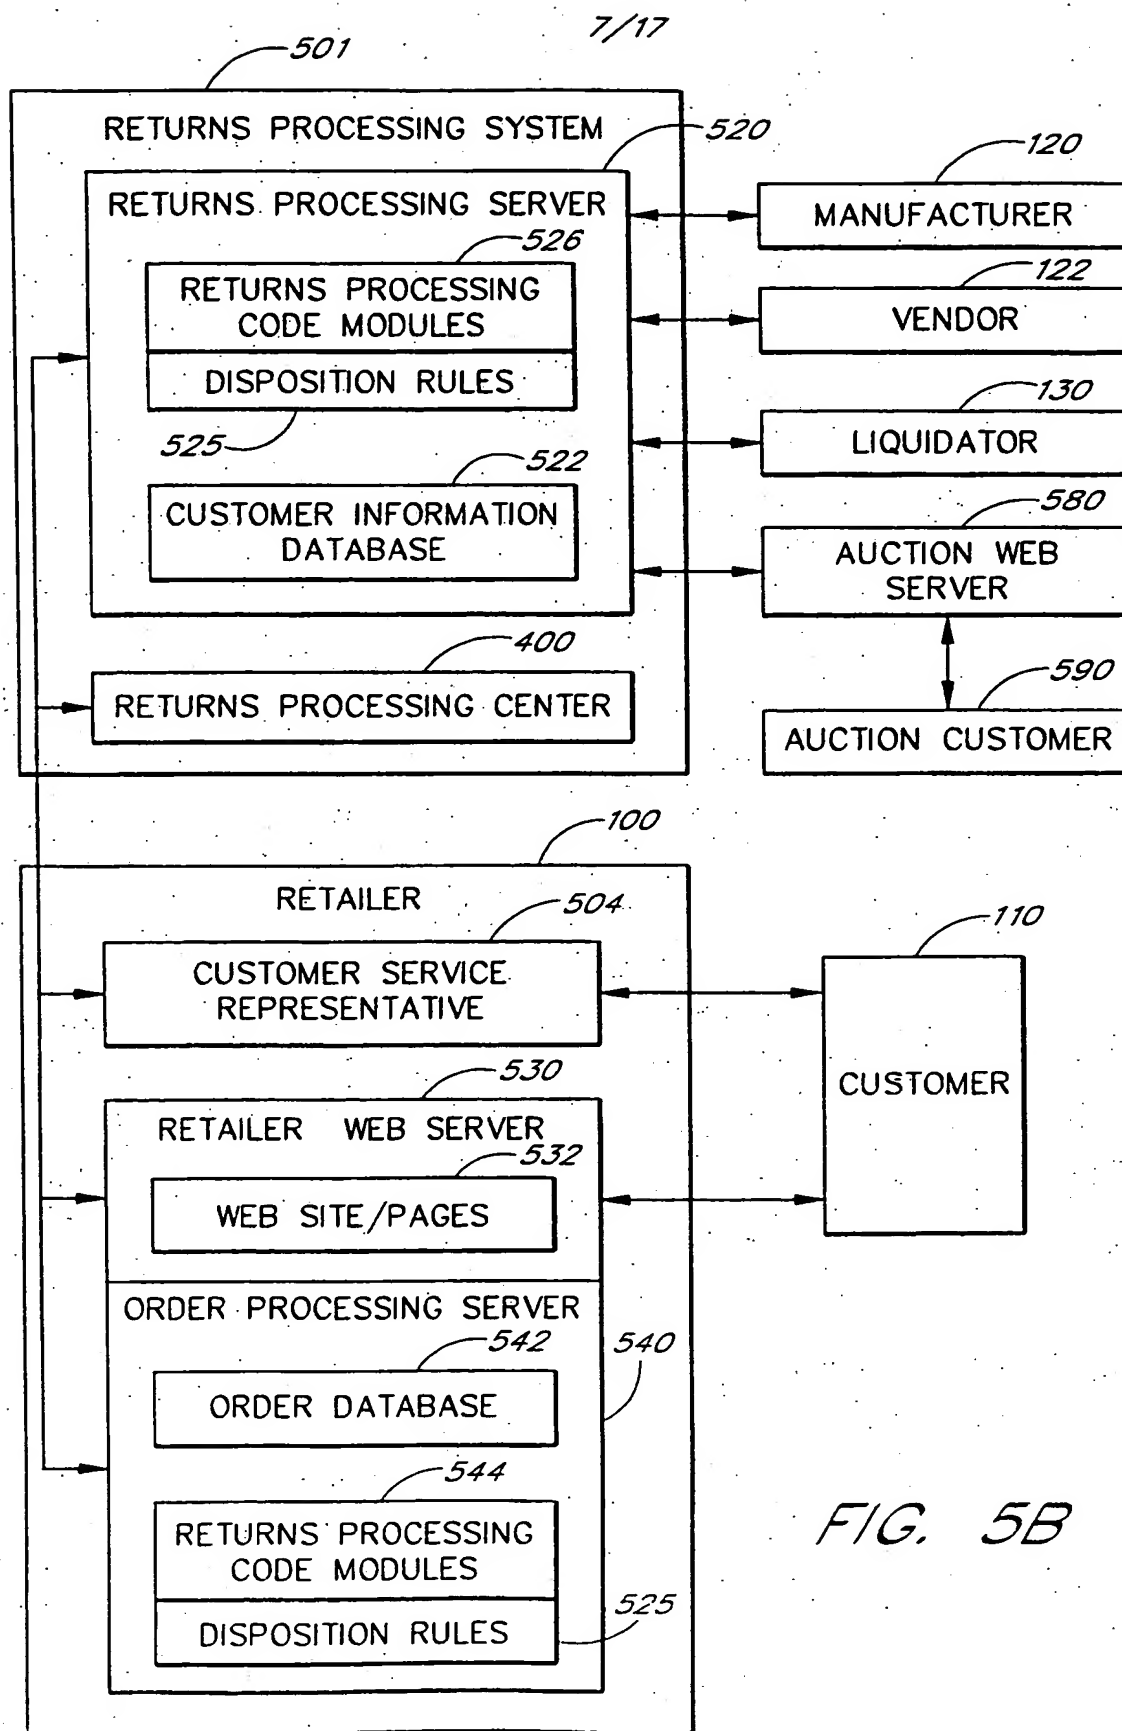 7/17
501
RETURNS PROCESSING SYSTEM
520
RETURNS PROCESSING SERVER
526
RETURNS PROCESSING
CODE MODULES
DISPOSITION RULES
525
522
CUSTOMER INFORMATION
DATABASE
400
RETURNS PROCESSING CENTER
120
MANUFACTURER
122
VENDOR
130
LIQUIDATOR
580
AUCTION WEB
SERVER
590
AUCTION CUSTOMER
100
RETAILER
504
CUSTOMER SERVICE
REPRESENTATIVE
110
CUSTOMER
530
RETAILER WEB SERVER
532
WEB SITE/PAGES
ORDER PROCESSING SERVER
542
540
ORDER DATABASE
544
RETURNS PROCESSING
CODE MODULES
525
DISPOSITION RULES
FIG. 5B